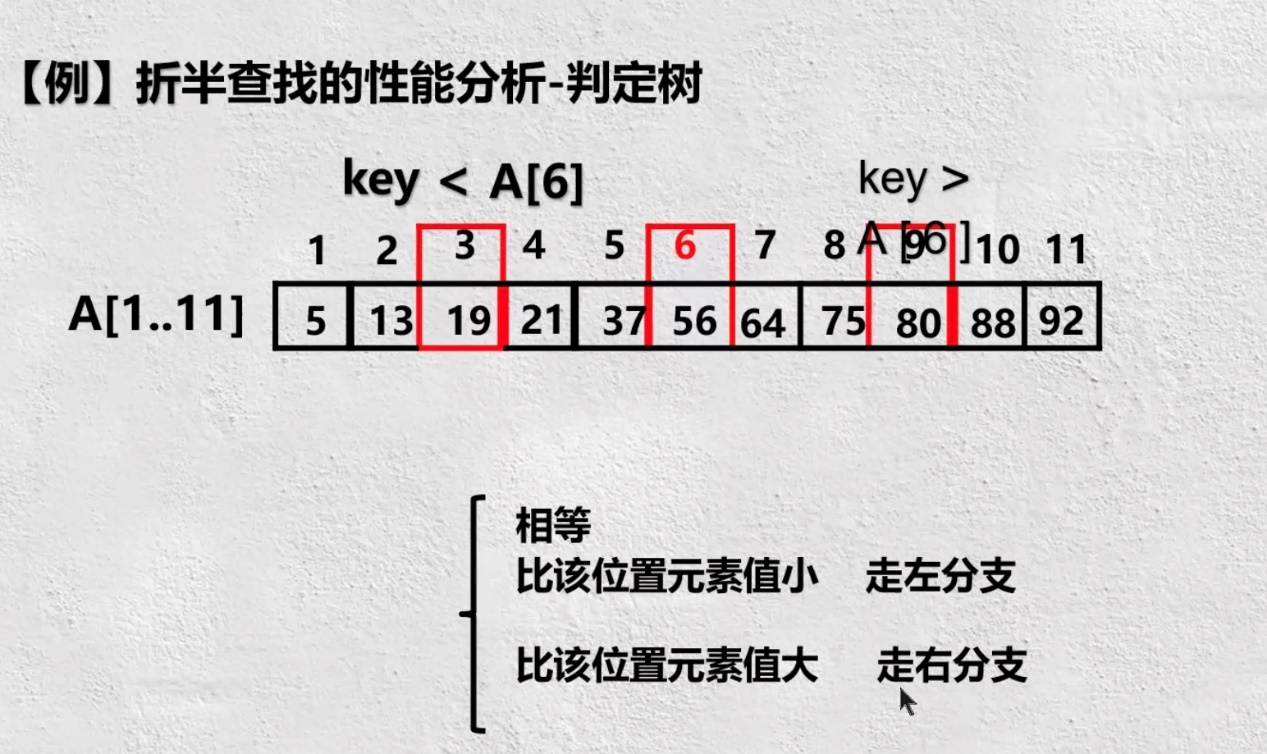 【例】折半查找的性能分析-判定树
key < A[6]
key >
A[6]
1 2 3 4 5 6 7 8 9 10 11
A[1..11] 5 13 19 21 37 56 64 75 80 88 92
相等
比该位置元素值小 走左分支
比该位置元素值大 走右分支